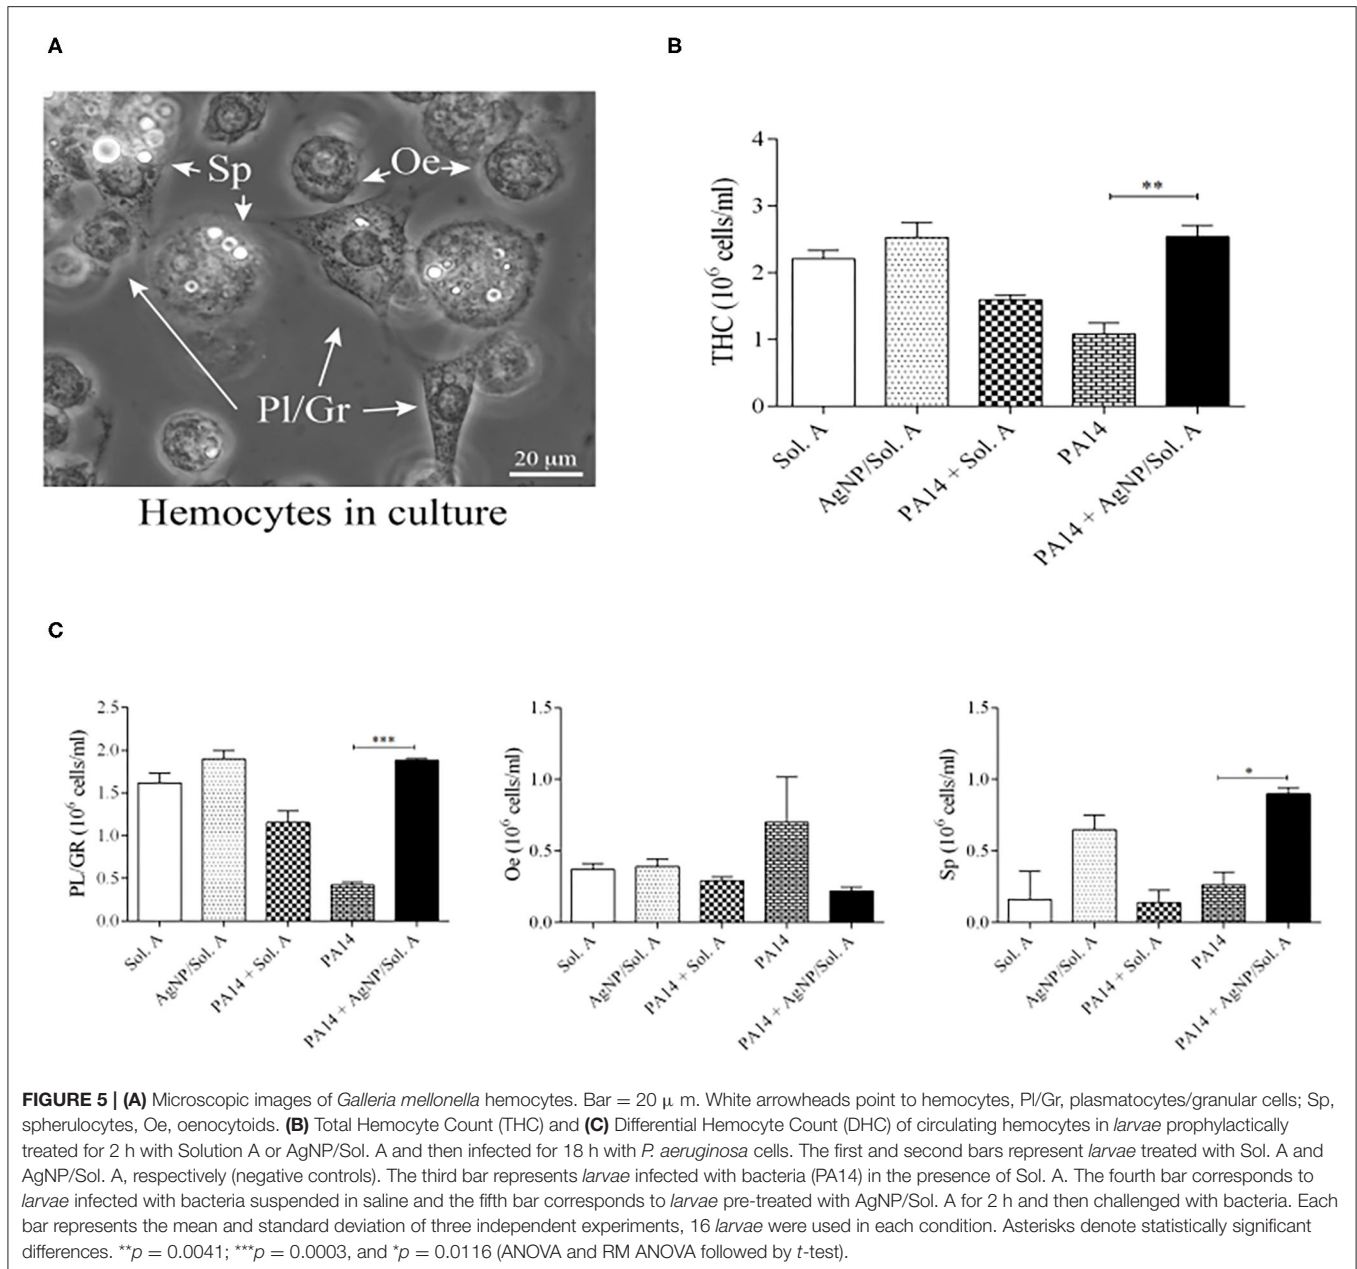 A
Sp
Oe
Pl/Gr
20 μm
Hemocytes in culture
B
THC (10⁶ cells/ml)
4
3
2
1
0
**
Sol. A
AgNP/Sol. A
PA14 + Sol. A
PA14
PA14 + AgNP/Sol. A
C
PL/GR (10⁶ cells/ml)
2.5
2.0
1.5
1.0
0.5
0.0
***
Sol. A
AgNP/Sol. A
PA14 + Sol. A
PA14
PA14 + AgNP/Sol. A
Oe (10⁶ cells/ml)
1.5
1.0
0.5
0.0
Sol. A
AgNP/Sol. A
PA14 + Sol. A
PA14
PA14 + AgNP/Sol. A
Sp (10⁶ cells/ml)
1.5
1.0
0.5
0.0
*
Sol. A
AgNP/Sol. A
PA14 + Sol. A
PA14
PA14 + AgNP/Sol. A
FIGURE 5 | (A) Microscopic images of Galleria mellonella hemocytes. Bar = 20 μ m. White arrowheads point to hemocytes, Pl/Gr, plasmatocytes/granular cells; Sp,
spherulocytes, Oe, oenocytoids. (B) Total Hemocyte Count (THC) and (C) Differential Hemocyte Count (DHC) of circulating hemocytes in larvae prophylactically
treated for 2 h with Solution A or AgNP/Sol. A and then infected for 18 h with P. aeruginosa cells. The first and second bars represent larvae treated with Sol. A and
AgNP/Sol. A, respectively (negative controls). The third bar represents larvae infected with bacteria (PA14) in the presence of Sol. A. The fourth bar corresponds to
larvae infected with bacteria suspended in saline and the fifth bar corresponds to larvae pre-treated with AgNP/Sol. A for 2 h and then challenged with bacteria. Each
bar represents the mean and standard deviation of three independent experiments, 16 larvae were used in each condition. Asterisks denote statistically significant
differences. **p = 0.0041; ***p = 0.0003, and *p = 0.0116 (ANOVA and RM ANOVA followed by t-test).